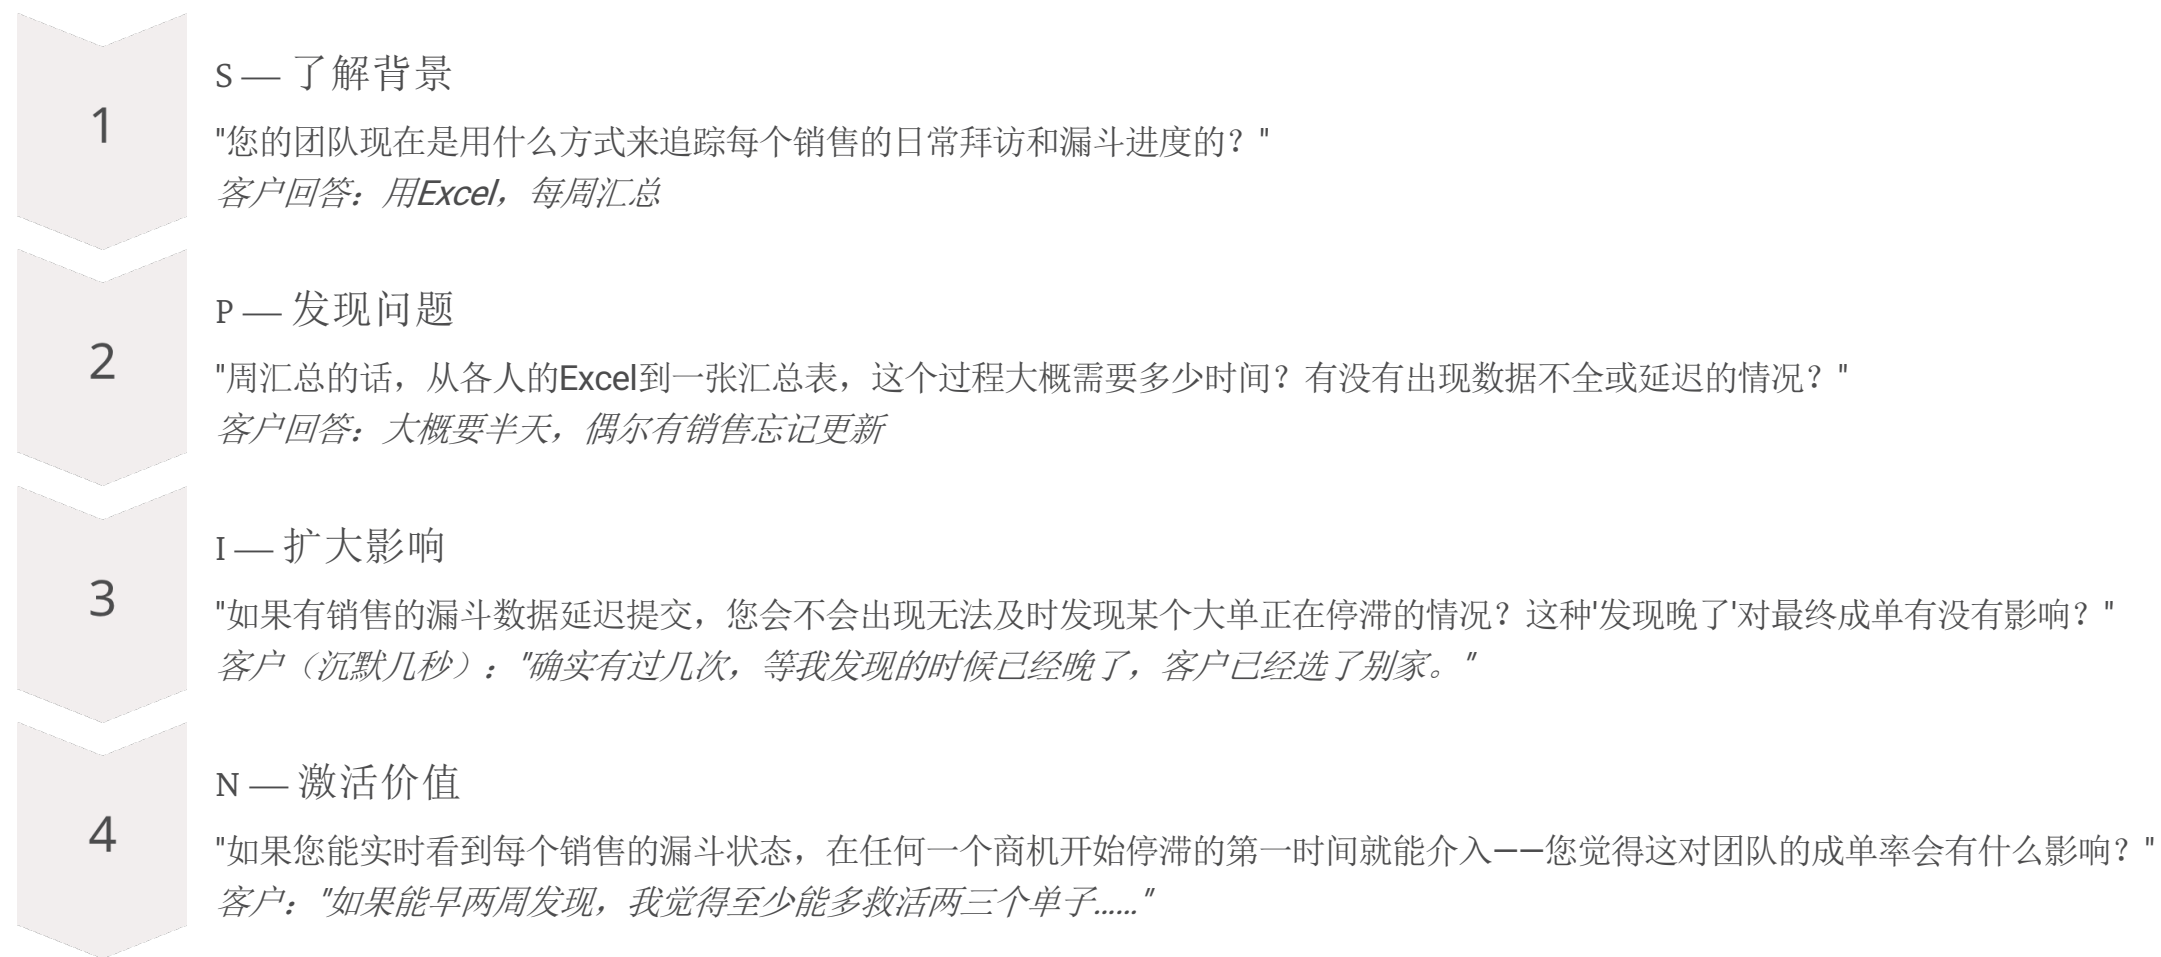 1
S — 了解背景
"您的团队现在是用什么方式来追踪每个销售的日常拜访和漏斗进度的？"
客户回答：用Excel，每周汇总
2
P — 发现问题
"周汇总的话，从各人的Excel到一张汇总表，这个过程大概需要多少时间？有没有出现数据不全或延迟的情况？"
客户回答：大概要半天，偶尔有销售忘记更新
3
I — 扩大影响
"如果有销售的漏斗数据延迟提交，您会不会出现无法及时发现某个大单正在停滞的情况？这种'发现晚了'对最终成单有没有影响？"
客户（沉默几秒）："确实有过几次，等我发现的时候已经晚了，客户已经选了别家。"
4
N — 激活价值
"如果您能实时看到每个销售的漏斗状态，在任何一个商机开始停滞的第一时间就能介入——您觉得这对团队的成单率会有什么影响？"
客户："如果能早两周发现，我觉得至少能多救活两三个单子……"